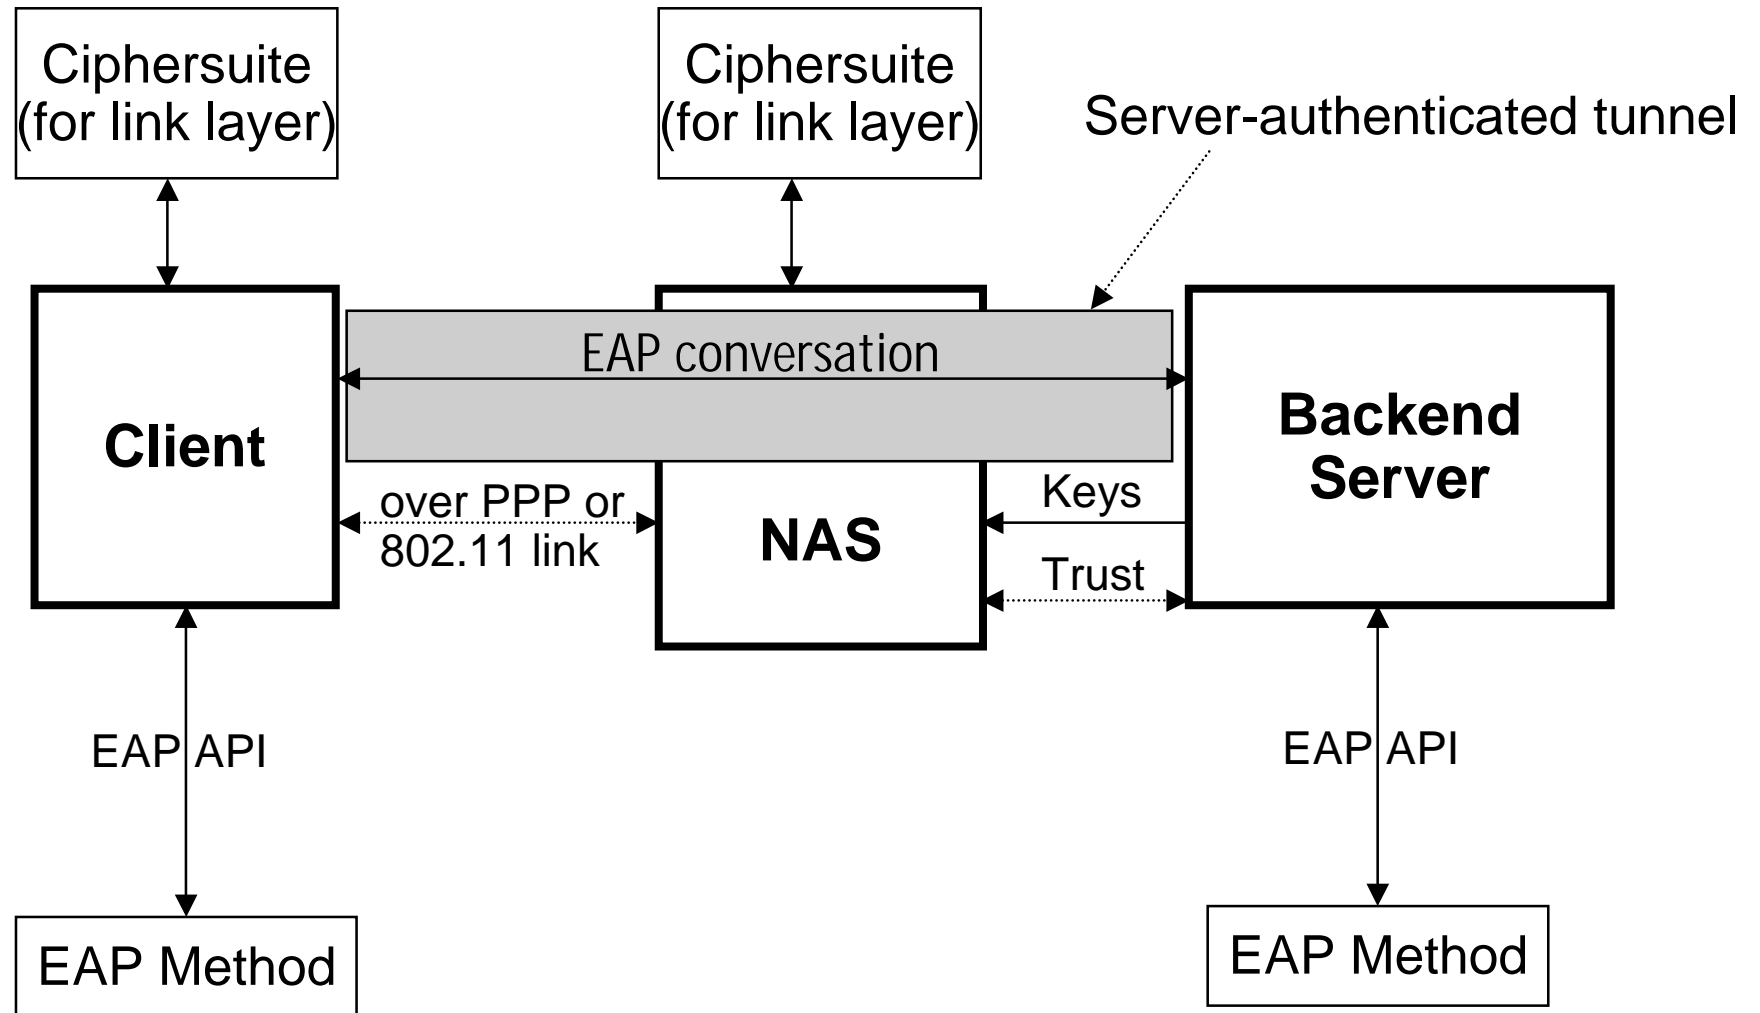 Ciphersuite
(for link layer)
Ciphersuite
(for link layer)
Server-authenticated tunnel
EAP conversation
Client
Backend
Server
over PPP or
802.11 link
NAS
Keys
Trust
EAP API
EAP API
EAP Method
EAP Method